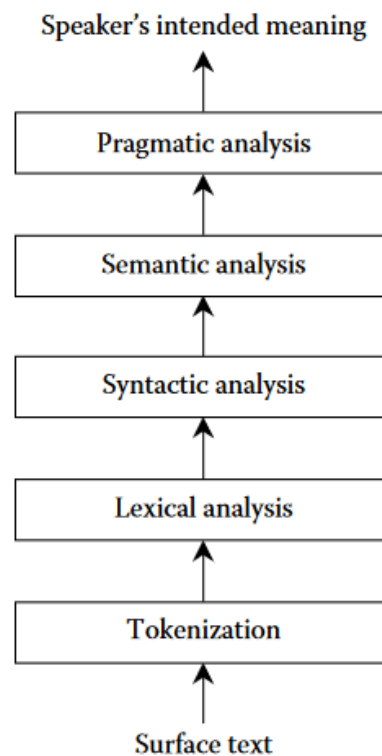 Speaker’s intended meaning
Pragmatic analysis
Semantic analysis
Syntactic analysis
Lexical analysis
Tokenization
Surface text